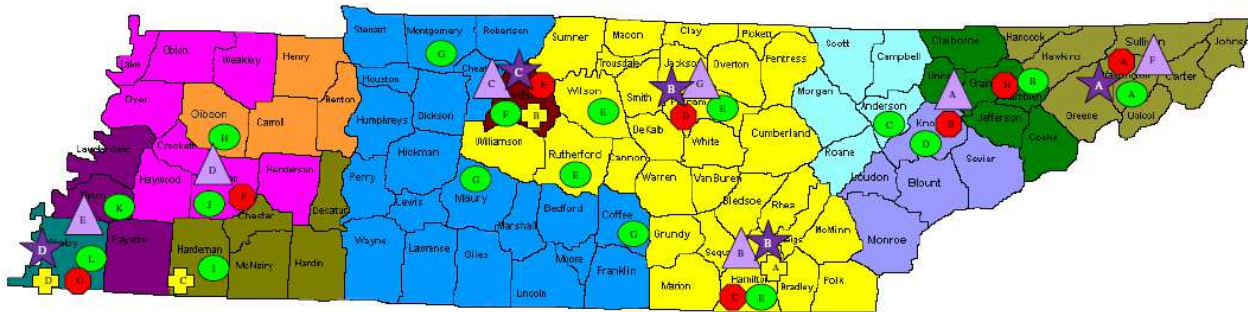 Lake
Obion
Weakley
Henry
Dyer
Gibson
Carroll
Benton
Crockett
Lauderdale
Haywood
Henderson
Tipton
Chester
Decatur
Shelby
Fayette
Hardeman
McNairy
Hardin
H
D
J
F
K
E
D
L
D
G
C
I
Stewart
Montgomery
Robertson
Houston
Humphreys
Dickson
Hickman
Perry
Lewis
Maury
Wayne
Lawrence
Giles
Marshall
Bedford
Coffee
Moore
Lincoln
Franklin
G
C
C
E
F
B
G
G
Sumner
Macon
Clay
Pickett
Trousdale
Jackson
Overton
Fentress
Wilson
Smith
DeKalb
White
Cumberland
Williamson
Rutherford
Cannon
Warren
VanBuren
Bledsoe
Rhea
Grundy
McMinn
Marion
Hamilton
Bradley
Polk
E
B
G
D
E
E
B
B
A
C
E
Scott
Campbell
Morgan
Anderson
Roane
Loudon
Blount
Sevier
Monroe
C
D
A
B
Claiborne
Hancock
Hawkins
Sullivan
Johns
Union
Jefferson
Cocke
Greene
Carter
Unicoi
H
B
A
F
A
A